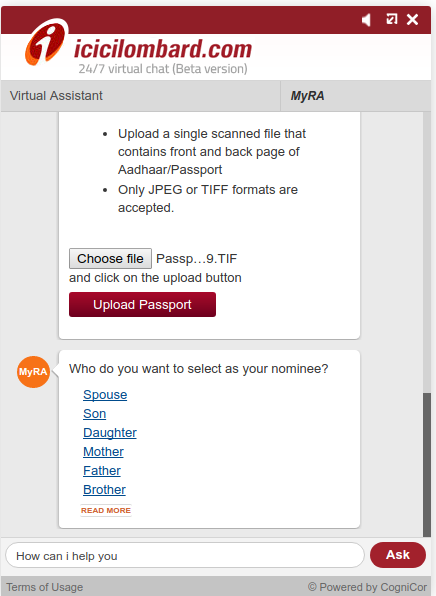 icicilombard.com
24/7 virtual chat (Beta version)
Virtual Assistant
MyRA
• Upload a single scanned file that
contains front and back page of
Aadhaar/Passport
• Only JPEG or TIFF formats are
accepted.
Choose file Passp...9.TIF
and click on the upload button
Upload Passport
MyRA
Who do you want to select as your nominee?
Spouse
Son
Daughter
Mother
Father
Brother
READ MORE
How can i help you
Ask
Terms of Usage
© Powered by CogniCor